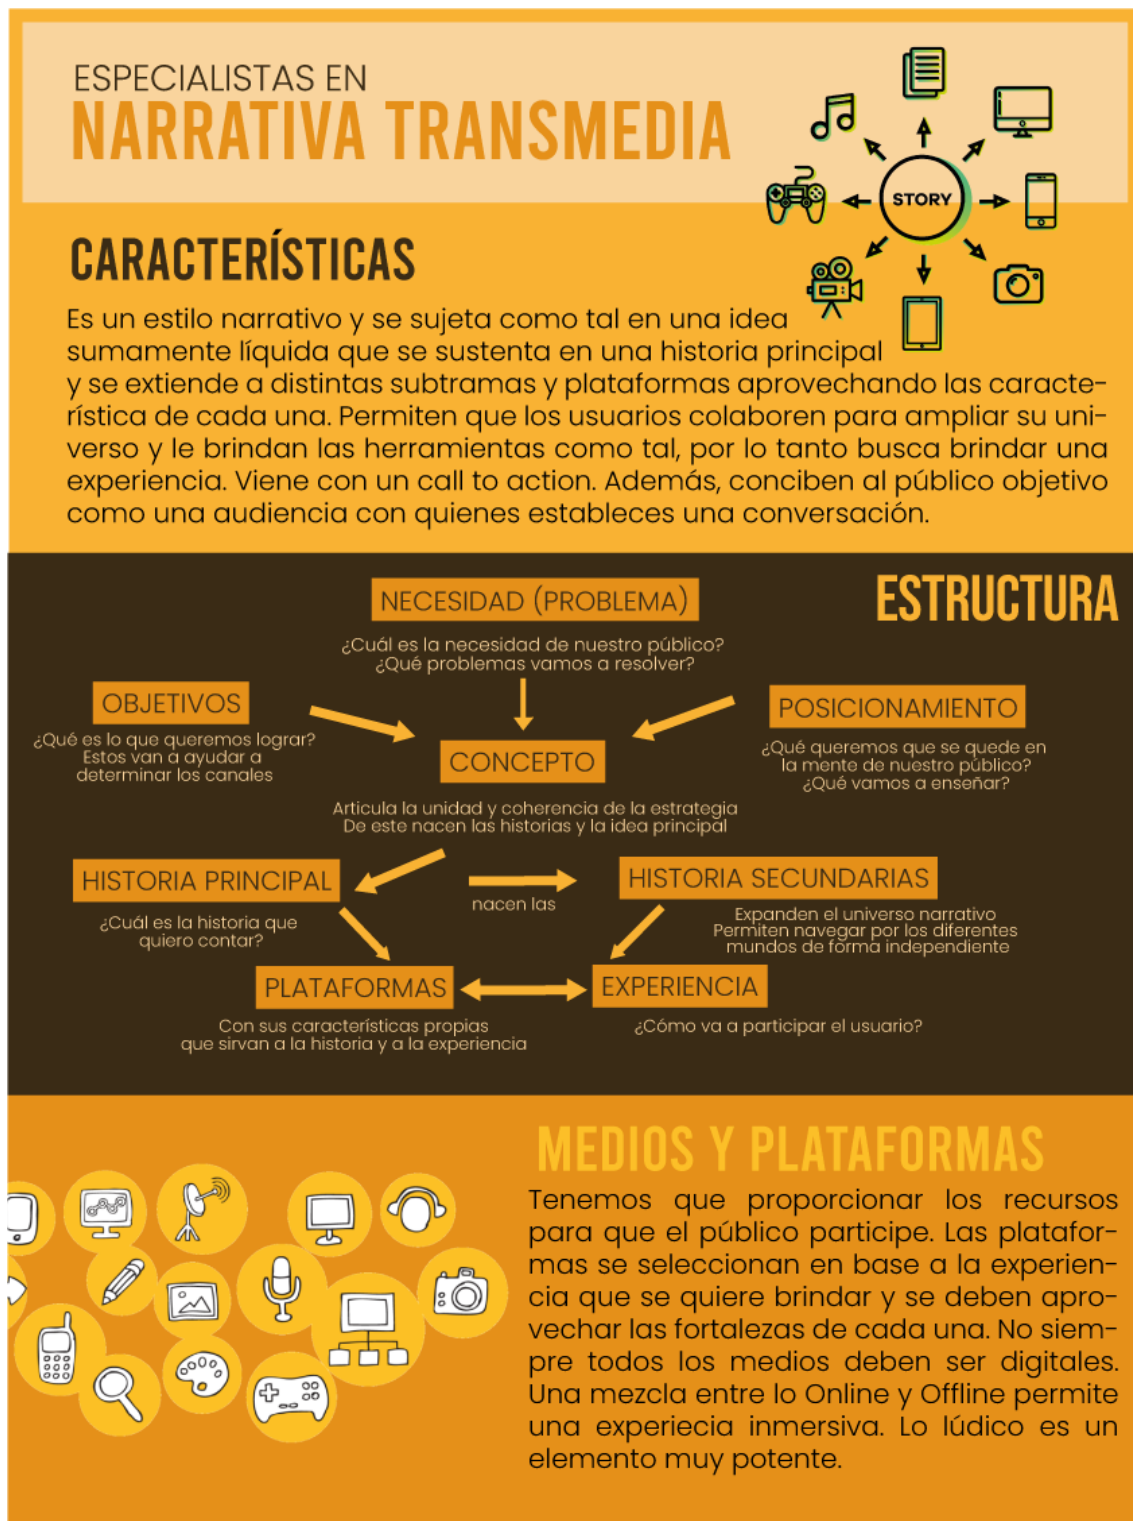 ESPECIALISTAS EN
NARRATIVA TRANSMEDIA
STORY
CARACTERÍSTICAS
Es un estilo narrativo y se sujeta como tal en una idea
sumamente líquida que se sustenta en una historia principal
y se extiende a distintas subtramas y plataformas aprovechando las caracte-
rística de cada una. Permiten que los usuarios colaboren para ampliar su uni-
verso y le brindan las herramientas como tal, por lo tanto busca brindar una
experiencia. Viene con un call to action. Además, conciben al público objetivo
como una audiencia con quienes estableces una conversación.
ESTRUCTURA
NECESIDAD (PROBLEMA)
¿Cuál es la necesidad de nuestro público?
¿Qué problemas vamos a resolver?
OBJETIVOS
¿Qué es lo que queremos lograr?
Estos van a ayudar a
determinar los canales
POSICIONAMIENTO
¿Qué queremos que se quede en
la mente de nuestro público?
¿Qué vamos a enseñar?
CONCEPTO
Articula la unidad y coherencia de la estrategia
De este nacen las historias y la idea principal
HISTORIA PRINCIPAL
¿Cuál es la historia que
quiero contar?
nacen las
HISTORIA SECUNDARIAS
Expanden el universo narrativo
Permiten navegar por los diferentes
mundos de forma independiente
PLATAFORMAS
Con sus características propias
que sirvan a la historia y a la experiencia
EXPERIENCIA
¿Cómo va a participar el usuario?
MEDIOS Y PLATAFORMAS
Tenemos que proporcionar los recursos
para que el público participe. Las platafor-
mas se seleccionan en base a la experien-
cia que se quiere brindar y se deben apro-
vechar las fortalezas de cada una. No siem-
pre todos los medios deben ser digitales.
Una mezcla entre lo Online y Offline permite
una experiecia inmersiva. Lo lúdico es un
elemento muy potente.